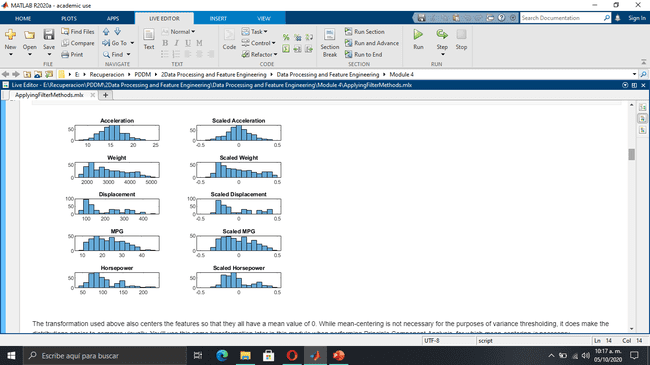 MATLAB R2020a - academic use
HOME PLOTS APPS LIVE EDITOR INSERT VIEW Search Documentation Sign In
New Open Save Find Files Compare Print Go To Find Text Normal B I U M Code Task Control Refactor Section Break Run Section Run and Advance Run to End Run Step Stop
FILE NAVIGATE TEXT CODE SECTION RUN
E: Recuperacion PDDM 2Data Processing and Feature Engineering Data Processing and Feature Engineering Module 4
Live Editor - E:\Recuperacion\PDDM\2Data Processing and Feature Engineering\Data Processing and Feature Engineering\Module 4\ApplyingFilterMethods.mlx
ApplyingFilterMethods.mlx
Acceleration Scaled Acceleration
50 0 50 0
10 15 20 25 -0.5 0 0.5
Weight Scaled Weight
50 0 50 0
2000 3000 4000 5000 -0.5 0 0.5
Displacement Scaled Displacement
100 50 0 100 50 0
100 200 300 400 -0.5 0 0.5
MPG Scaled MPG
50 0 50 0
10 20 30 40 -0.5 0 0.5
Horsepower Scaled Horsepower
50 0 50 0
50 100 150 200 -0.5 0 0.5
The transformation used above also centers the features so that they all have a mean value of 0. While mean-centering is not necessary for the purposes of variance thresholding, it does make the
UTF-8 script Ln 14 Col 14
Escribe aquí para buscar
10:17 a. m.
05/10/2020